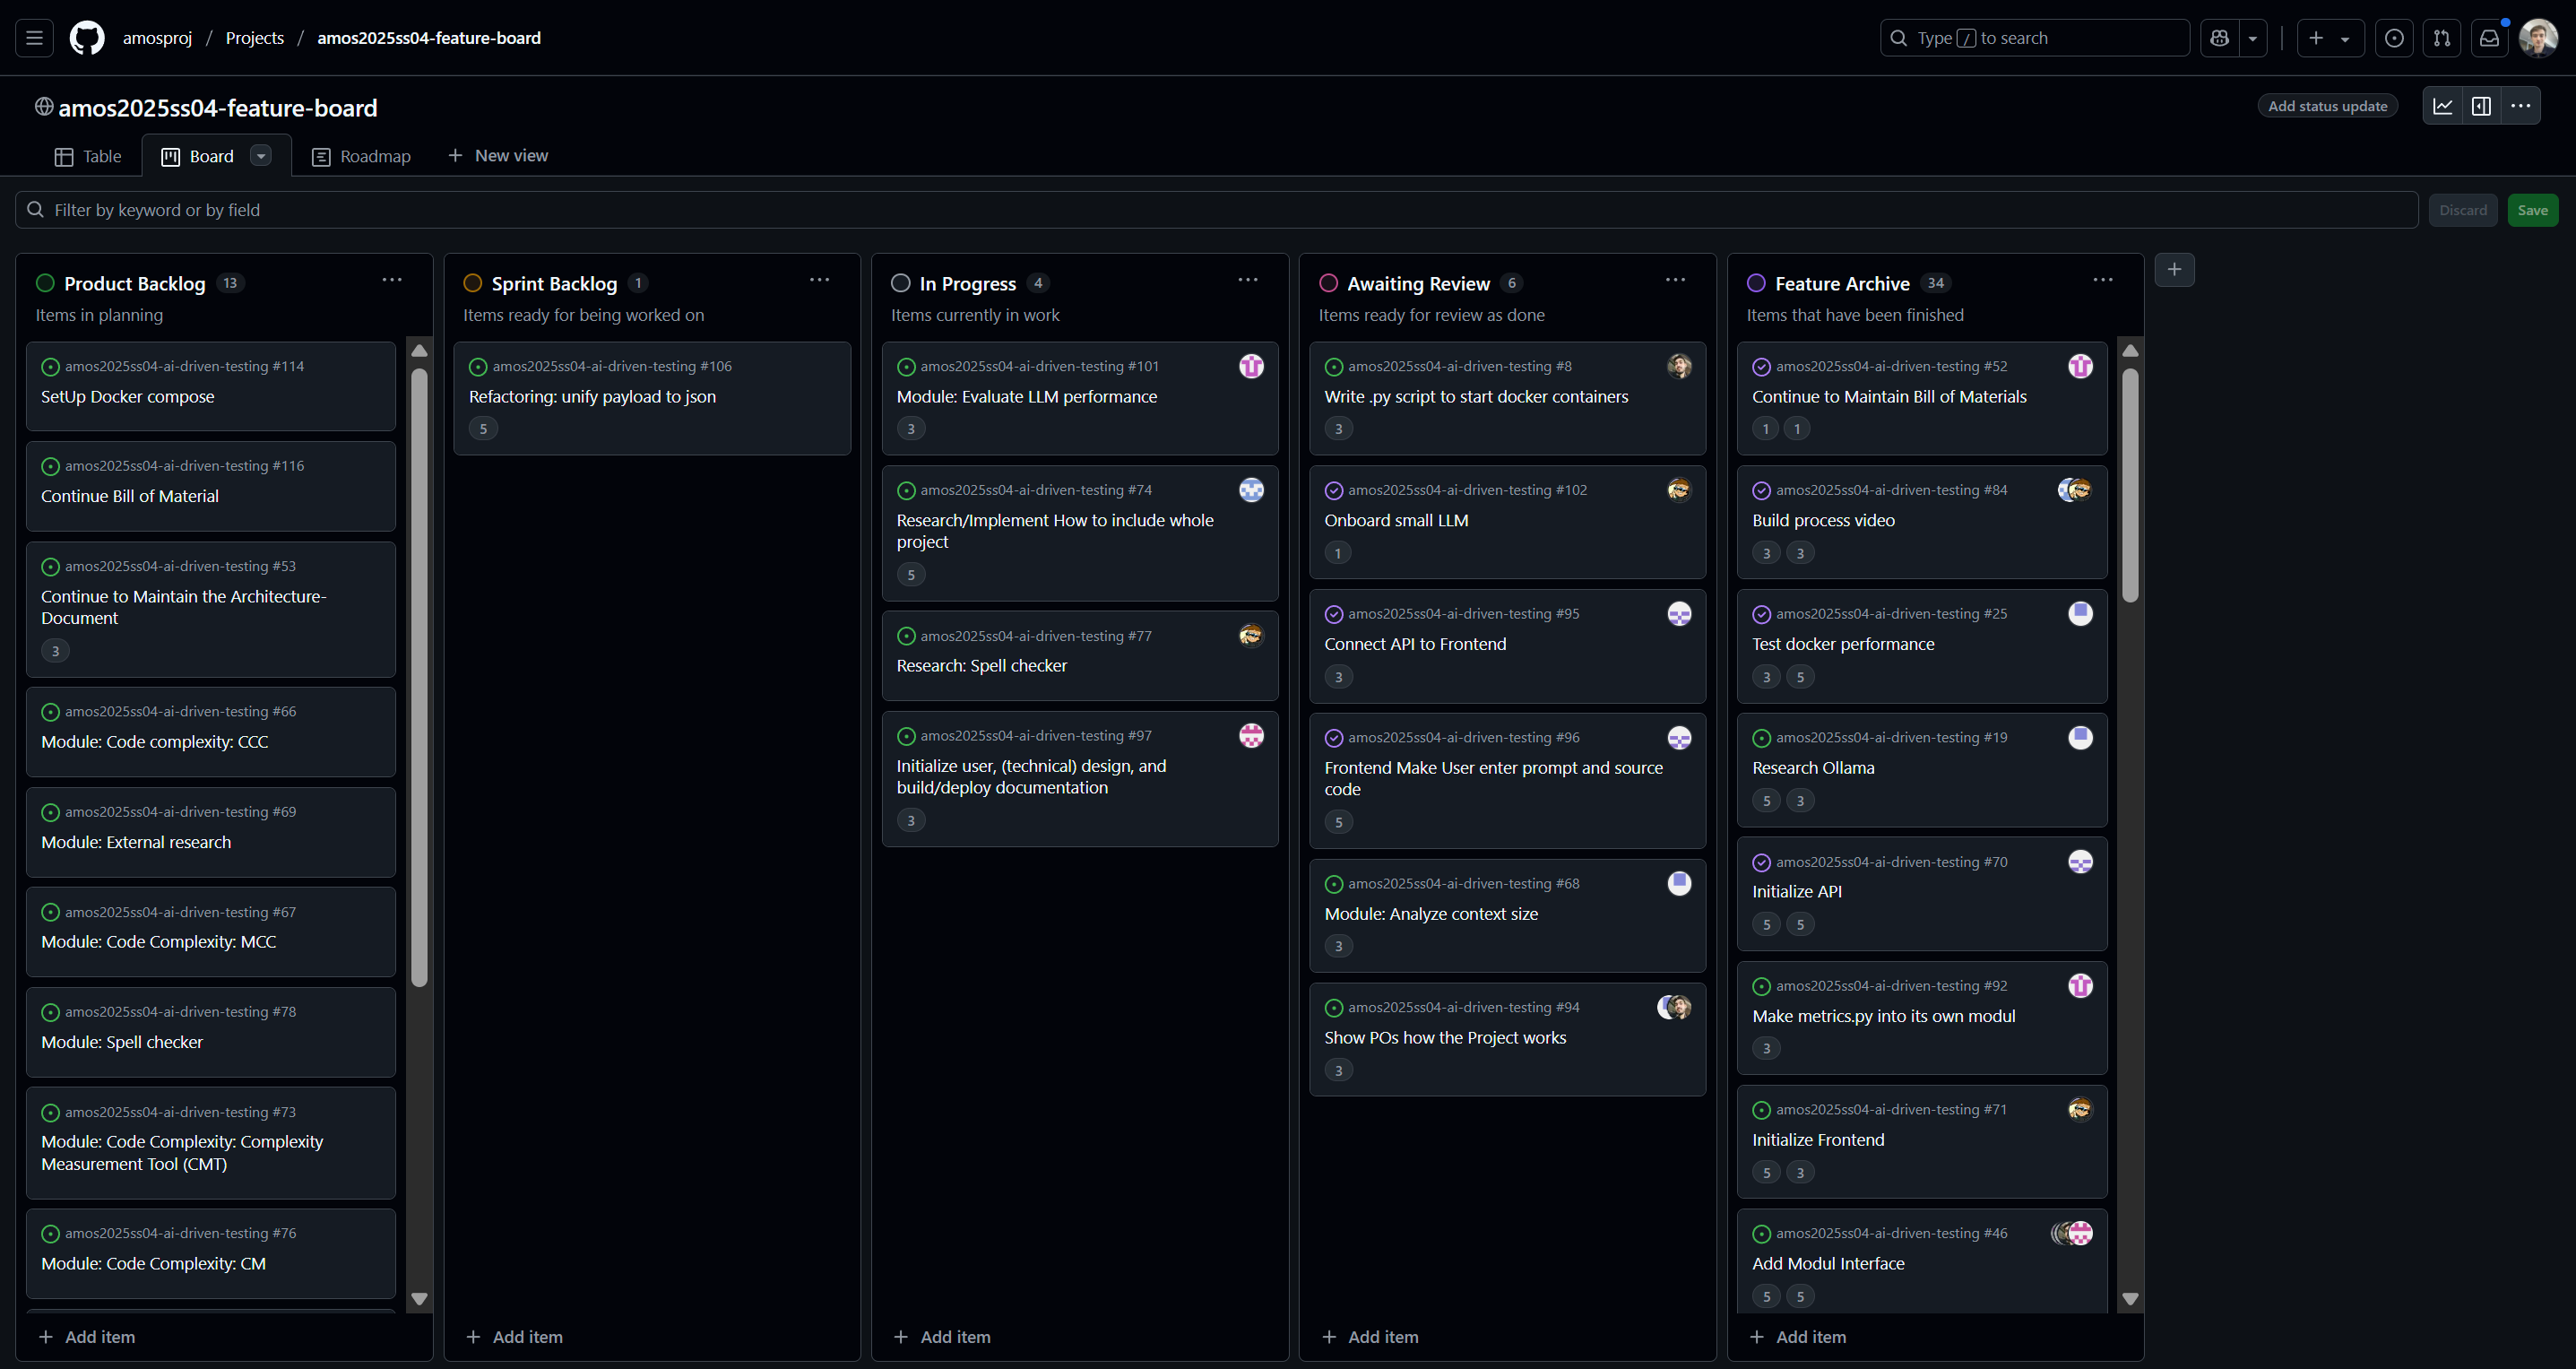 amosproj / Projects / amos2025ss04-feature-board
Type / to search
amos2025ss04-feature-board
Add status update
Table
Board
Roadmap
+ New view
Filter by keyword or by field
Discard
Save
Product Backlog 13
Items in planning
amos2025ss04-ai-driven-testing #114
SetUp Docker compose
amos2025ss04-ai-driven-testing #116
Continue Bill of Material
amos2025ss04-ai-driven-testing #53
Continue to Maintain the Architecture-
Document
3
amos2025ss04-ai-driven-testing #66
Module: Code complexity: CCC
amos2025ss04-ai-driven-testing #69
Module: External research
amos2025ss04-ai-driven-testing #67
Module: Code Complexity: MCC
amos2025ss04-ai-driven-testing #78
Module: Spell checker
amos2025ss04-ai-driven-testing #73
Module: Code Complexity: Complexity
Measurement Tool (CMT)
amos2025ss04-ai-driven-testing #76
Module: Code Complexity: CM
+ Add item
Sprint Backlog 1
Items ready for being worked on
amos2025ss04-ai-driven-testing #106
Refactoring: unify payload to json
5
+ Add item
In Progress 4
Items currently in work
amos2025ss04-ai-driven-testing #101
Module: Evaluate LLM performance
3
amos2025ss04-ai-driven-testing #74
Research/Implement How to include whole
project
5
amos2025ss04-ai-driven-testing #77
Research: Spell checker
amos2025ss04-ai-driven-testing #97
Initialize user, (technical) design, and
build/deploy documentation
3
+ Add item
Awaiting Review 6
Items ready for review as done
amos2025ss04-ai-driven-testing #8
Write .py script to start docker containers
3
amos2025ss04-ai-driven-testing #102
Onboard small LLM
1
amos2025ss04-ai-driven-testing #95
Connect API to Frontend
3
amos2025ss04-ai-driven-testing #96
Frontend Make User enter prompt and source
code
5
amos2025ss04-ai-driven-testing #68
Module: Analyze context size
3
amos2025ss04-ai-driven-testing #94
Show POs how the Project works
3
+ Add item
Feature Archive 34
Items that have been finished
amos2025ss04-ai-driven-testing #52
Continue to Maintain Bill of Materials
1 1
amos2025ss04-ai-driven-testing #84
Build process video
3 3
amos2025ss04-ai-driven-testing #25
Test docker performance
3 5
amos2025ss04-ai-driven-testing #19
Research Ollama
5 3
amos2025ss04-ai-driven-testing #70
Initialize API
5 5
amos2025ss04-ai-driven-testing #92
Make metrics.py into its own modul
3
amos2025ss04-ai-driven-testing #71
Initialize Frontend
5 3
amos2025ss04-ai-driven-testing #46
Add Modul Interface
5 5
+ Add item